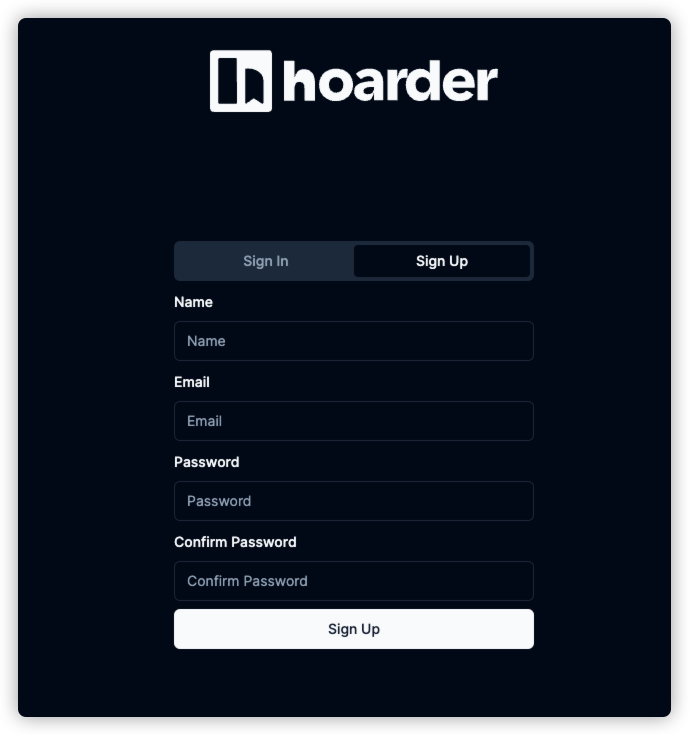 hoarder
Sign In Sign Up
Name
Name
Email
Email
Password
Password
Confirm Password
Confirm Password
Sign Up